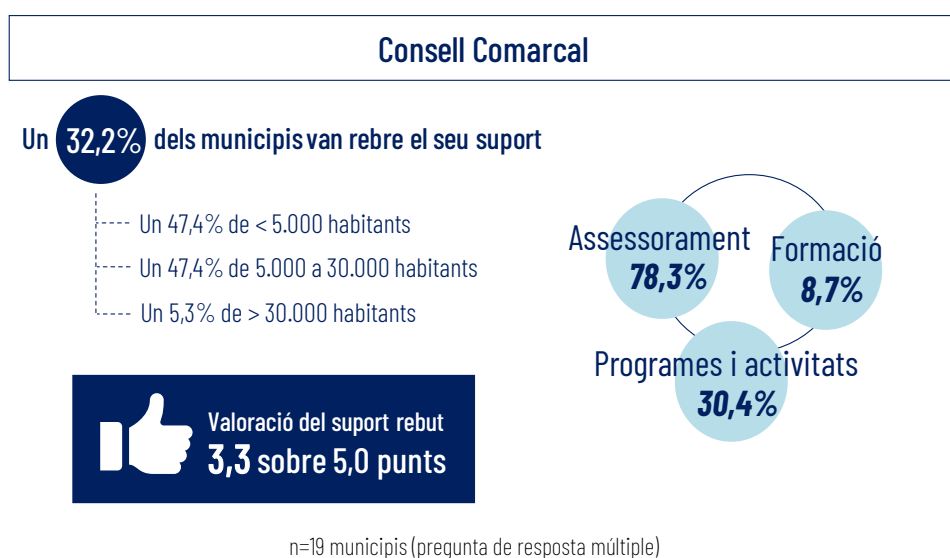 Consell Comarcal
Un 32,2% dels municipis van rebre el seu suport
Un 47,4% de < 5.000 habitants
Un 47,4% de 5.000 a 30.000 habitants
Un 5,3% de > 30.000 habitants
Assessorament
78,3%
Formació
8,7%
Programes i activitats
30,4%
Valoració del suport rebut
3,3 sobre 5,0 punts
n=19 municipis (pregunta de resposta múltiple)